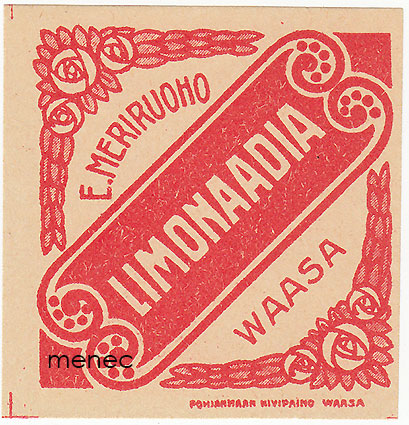 E. MERIRUOHO
LIMONAADIA
WAASA
menec
POHJANMAAN KIVIPAINO WAASA